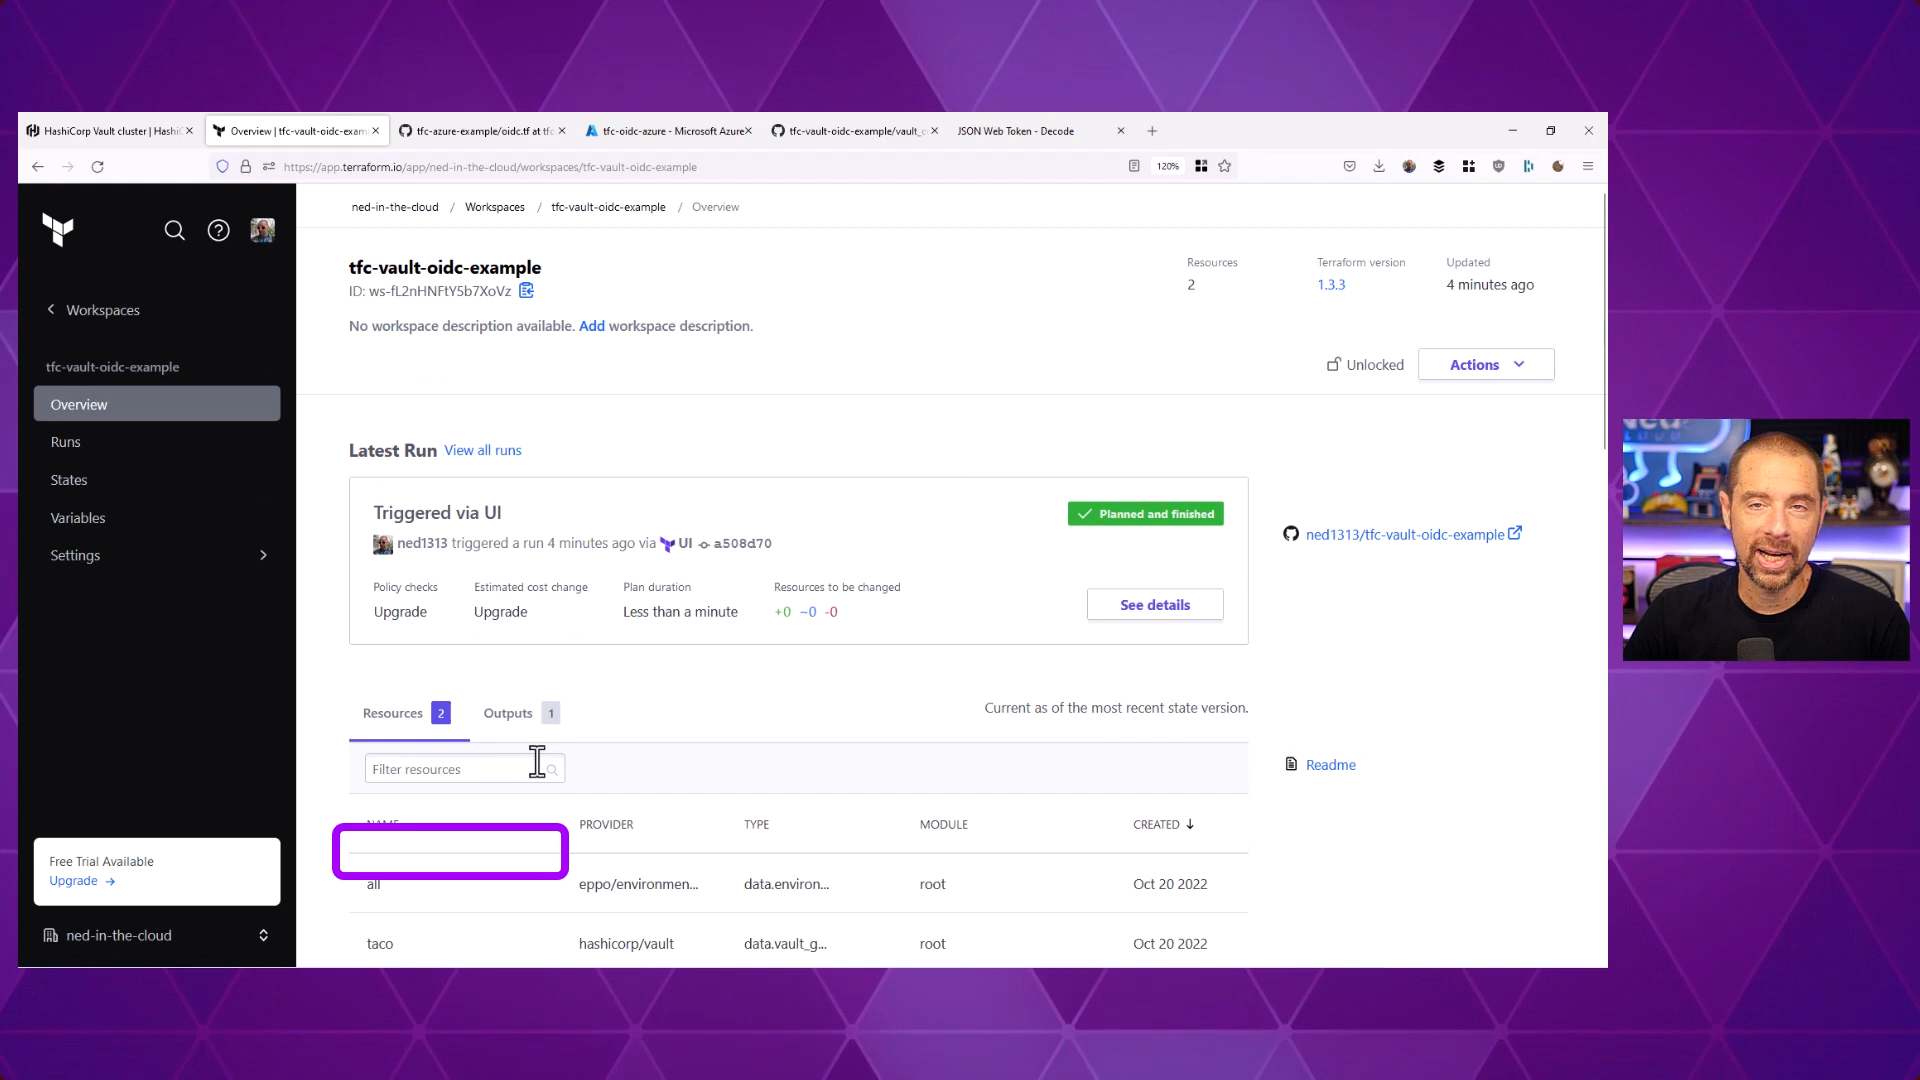 HashiCorp Vault cluster | HashiC
Overview | tfc-vault-oidc-exam
tfc-azure-example/oidc.tf at tfc
tfc-oidc-azure - Microsoft Azure
tfc-vault-oidc-example/vault_c
JSON Web Token - Decode
https://app.terraform.io/app/ned-in-the-cloud/workspaces/tfc-vault-oidc-example
120%
ned-in-the-cloud / Workspaces / tfc-vault-oidc-example / Overview
tfc-vault-oidc-example
ID: ws-fL2nHNFtY5b7XoVz
No workspace description available. Add workspace description.
Resources
2
Terraform version
1.3.3
Updated
4 minutes ago
Unlocked
Actions
Workspaces
tfc-vault-oidc-example
Overview
Runs
States
Variables
Settings
Free Trial Available
Upgrade
ned-in-the-cloud
Latest Run View all runs
Triggered via UI
Planned and finished
ned1313 triggered a run 4 minutes ago via UI a508d70
Policy checks
Upgrade
Estimated cost change
Upgrade
Plan duration
Less than a minute
Resources to be changed
+0 ~0 -0
See details
ned1313/tfc-vault-oidc-example
Resources 2
Outputs 1
Current as of the most recent state version.
Filter resources
Readme
NAME PROVIDER TYPE MODULE CREATED
all eppo/environmen... data.environ... root Oct 20 2022
taco hashicorp/vault data.vault_g... root Oct 20 2022